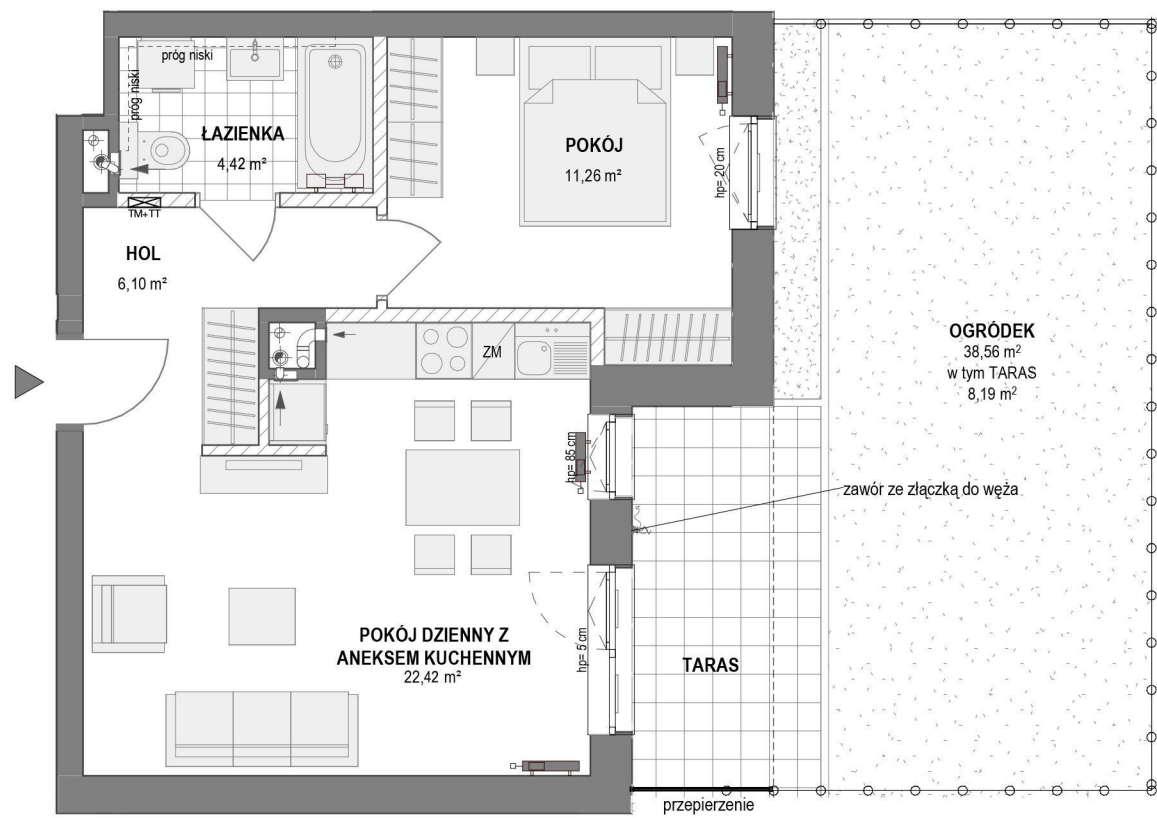 próg niski
próg niski
ŁAZIENKA
4,42 m²
POKÓJ
11,26 m²
hp= 20 cm
TM+TT
HOL
6,10 m²
ZM
OGRÓDEK
38,56 m²
w tym TARAS
8,19 m²
hp= 85 cm
zawór ze złączką do węża
POKÓJ DZIENNY Z
ANEKSEM KUCHENNYM
22,42 m²
hp= 5 cm
TARAS
przepierzenie